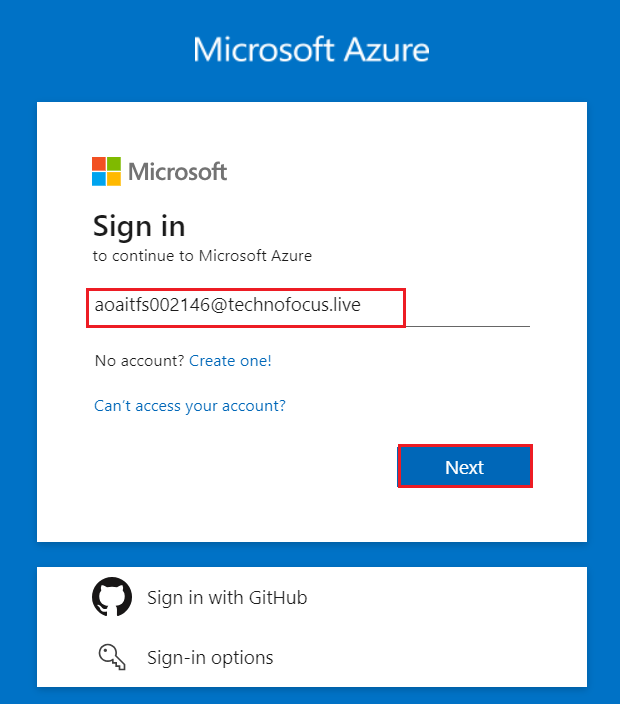 Microsoft Azure
Microsoft
Sign in
to continue to Microsoft Azure
aoaitfs002146@technofocus.live
No account? Create one!
Can't access your account?
Next
Sign in with GitHub
Sign-in options